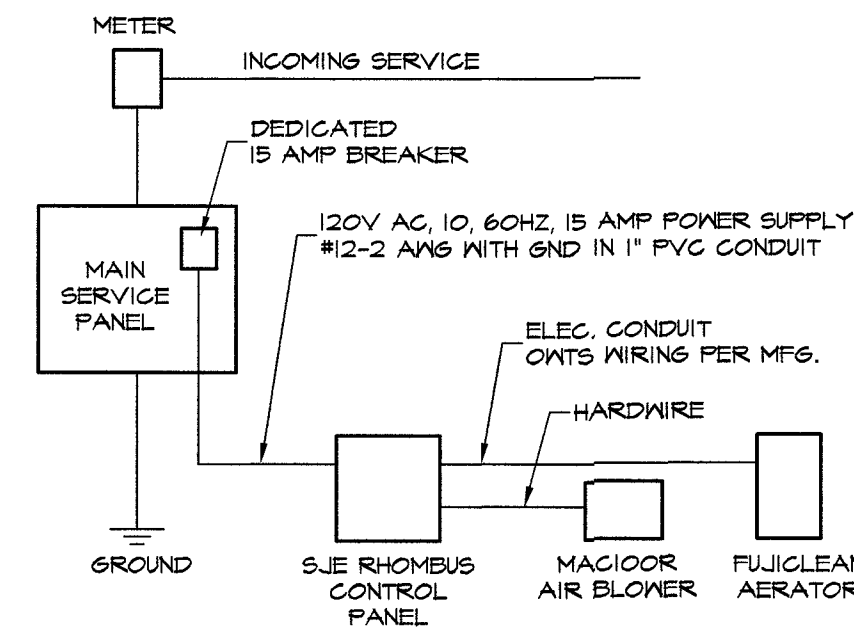 METER
INCOMING SERVICE
DEDICATED
15 AMP BREAKER
120V AC, 10, 60HZ, 15 AMP POWER SUPPLY
#12-2 AWG WITH GND IN 1" PVC CONDUIT
MAIN
SERVICE
PANEL
ELEC. CONDUIT
OWTS WIRING PER MFG.
HARDWIRE
GROUND
SJE RHOMBUS
CONTROL
PANEL
MAC100R
AIR BLOWER
FUJICLEAN
AERATOR